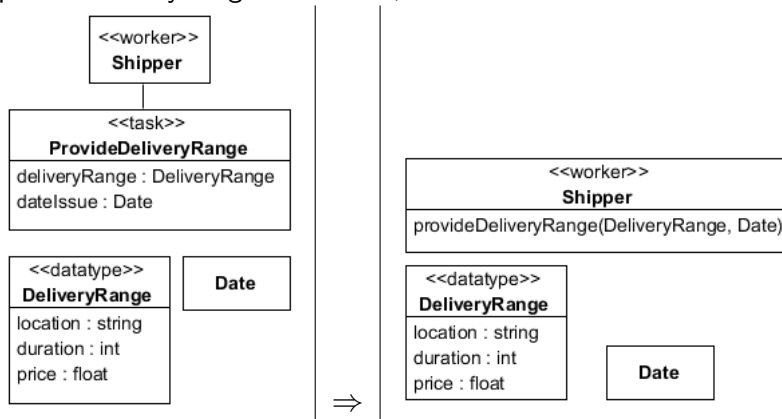 <<worker>>
Shipper
<<task>>
ProvideDeliveryRange
deliveryRange : DeliveryRange
dateIssue : Date
<<datatype>>
DeliveryRange
location : string
duration : int
price : float
Date
⇒
<<worker>>
Shipper
provideDeliveryRange(DeliveryRange, Date)
<<datatype>>
DeliveryRange
location : string
duration : int
price : float
Date